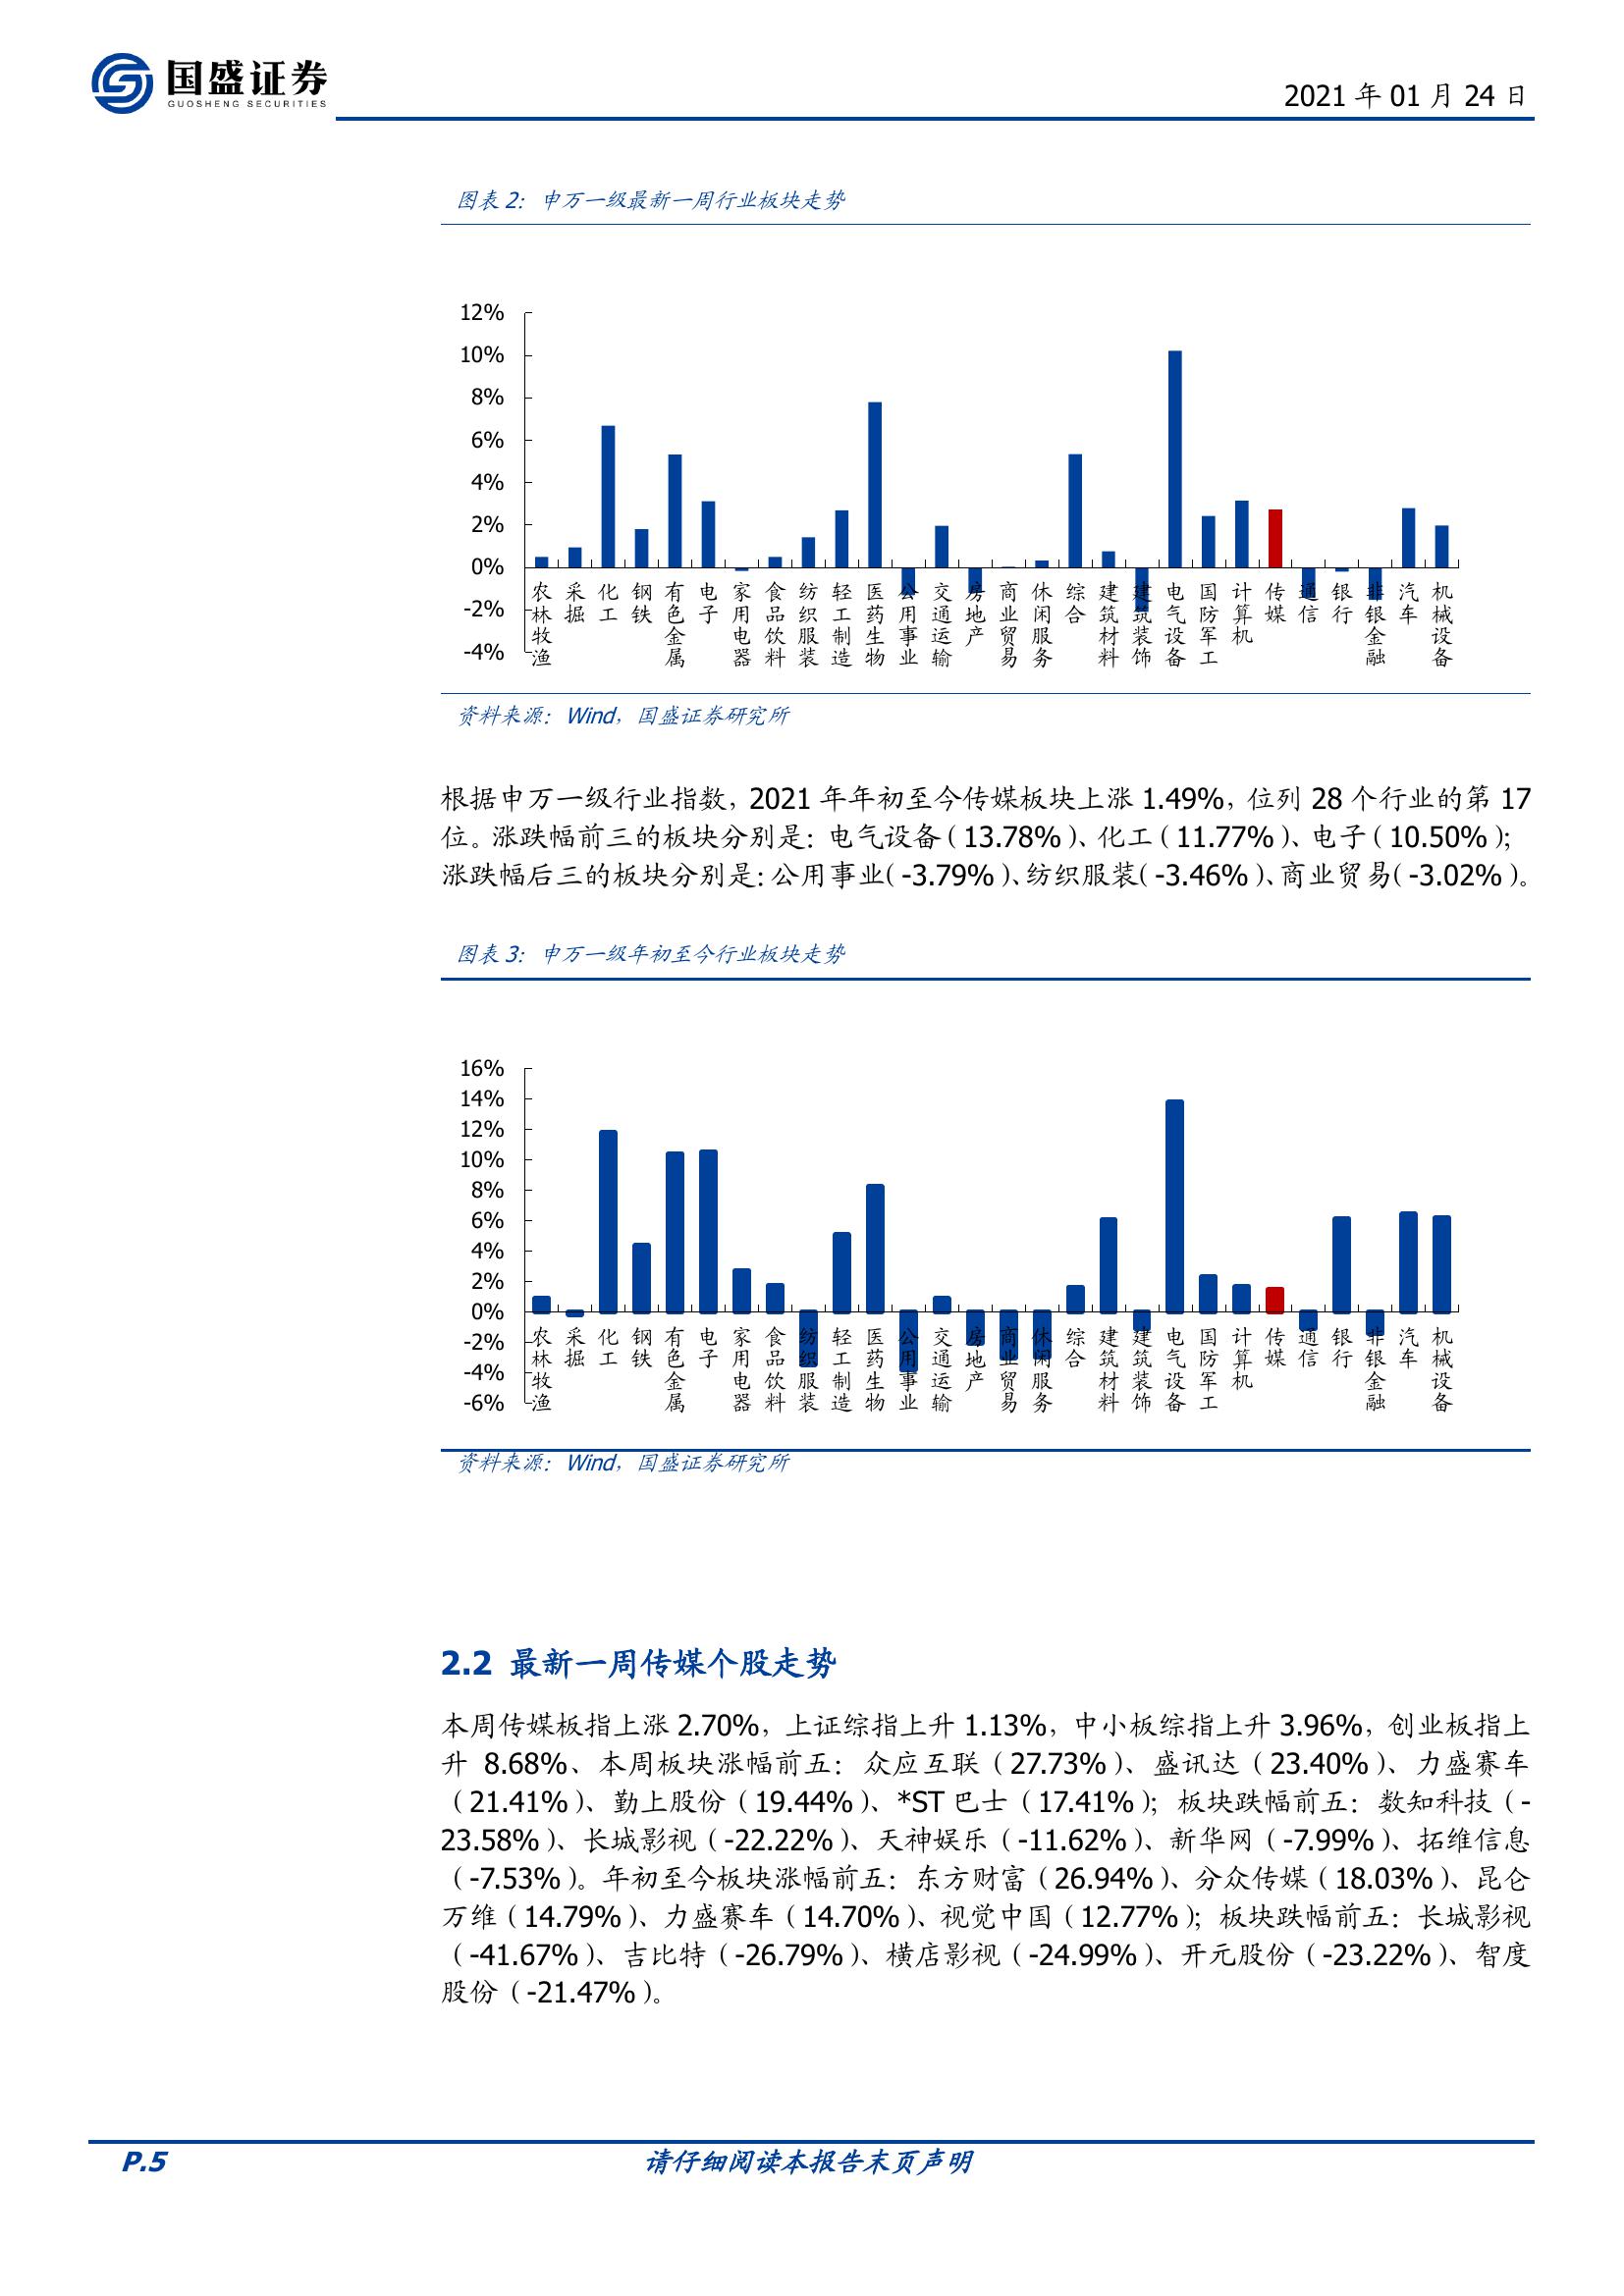 国盛证券
GUOSHENG SECURITIES
2021 年 01 月 24 日
图表 2: 申万一级最新一周行业板块走势
12%
10%
8%
6%
4%
2%
0%
-2%
-4%
农林牧渔
采掘
化工
钢铁
有色金属
电子
家用电器
食品饮料
纺织服装
轻工制造
医药生物
公用事业
交通运输
房地产
商业贸易
休闲服务
综合
建筑材料
建筑装饰
电气设备
国防军工
计算机
传媒
通信
银行
非银金融
汽车
机械设备
资料来源：Wind，国盛证券研究所
根据申万一级行业指数，2021 年年初至今传媒板块上涨 1.49%，位列 28 个行业的第 17
位。涨跌幅前三的板块分别是：电气设备（13.78%）、化工（11.77%）、电子（10.50%）；
涨跌幅后三的板块分别是：公用事业（-3.79%）、纺织服装（-3.46%）、商业贸易（-3.02%）。
图表 3: 申万一级年初至今行业板块走势
16%
14%
12%
10%
8%
6%
4%
2%
0%
-2%
-4%
-6%
农林牧渔
采掘
化工
钢铁
有色金属
电子
家用电器
食品饮料
纺织服装
轻工制造
医药生物
公用事业
交通运输
房地产
商业贸易
休闲服务
综合
建筑材料
建筑装饰
电气设备
国防军工
计算机
传媒
通信
银行
非银金融
汽车
机械设备
资料来源：Wind，国盛证券研究所
2.2 最新一周传媒个股走势
本周传媒板指上涨 2.70%，上证综指上升 1.13%，中小板综指上升 3.96%，创业板指上
升 8.68%、本周板块涨幅前五：众应互联（27.73%）、盛讯达（23.40%）、力盛赛车
（21.41%）、勤上股份（19.44%）、*ST 巴士（17.41%）；板块跌幅前五：数知科技（-
23.58%）、长城影视（-22.22%）、天神娱乐（-11.62%）、新华网（-7.99%）、拓维信息
（-7.53%）。年初至今板块涨幅前五：东方财富（26.94%）、分众传媒（18.03%）、昆仑
万维（14.79%）、力盛赛车（14.70%）、视觉中国（12.77%）；板块跌幅前五：长城影视
（-41.67%）、吉比特（-26.79%）、横店影视（-24.99%）、开元股份（-23.22%）、智度
股份（-21.47%）。
P.5
请仔细阅读本报告末页声明